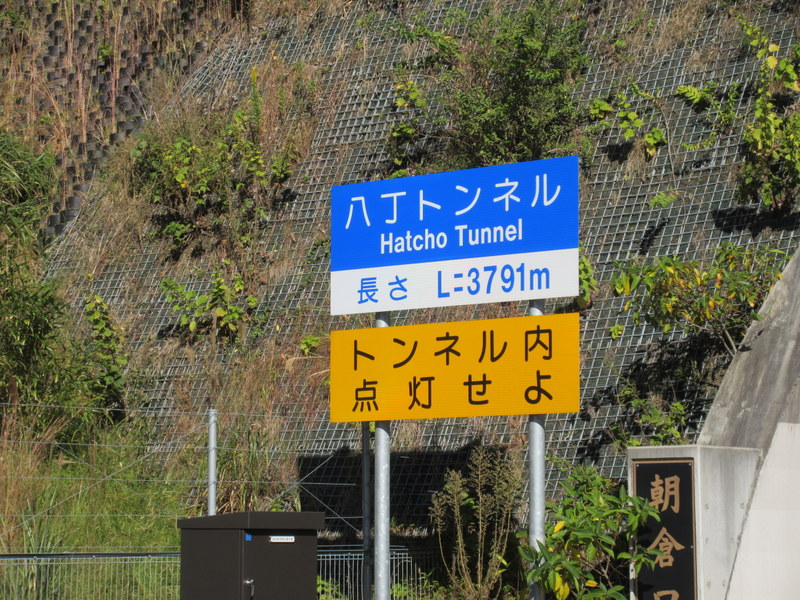 八丁トンネル
Hatcho Tunnel
長さ L=3791m
トンネル内
点灯せよ
朝倉